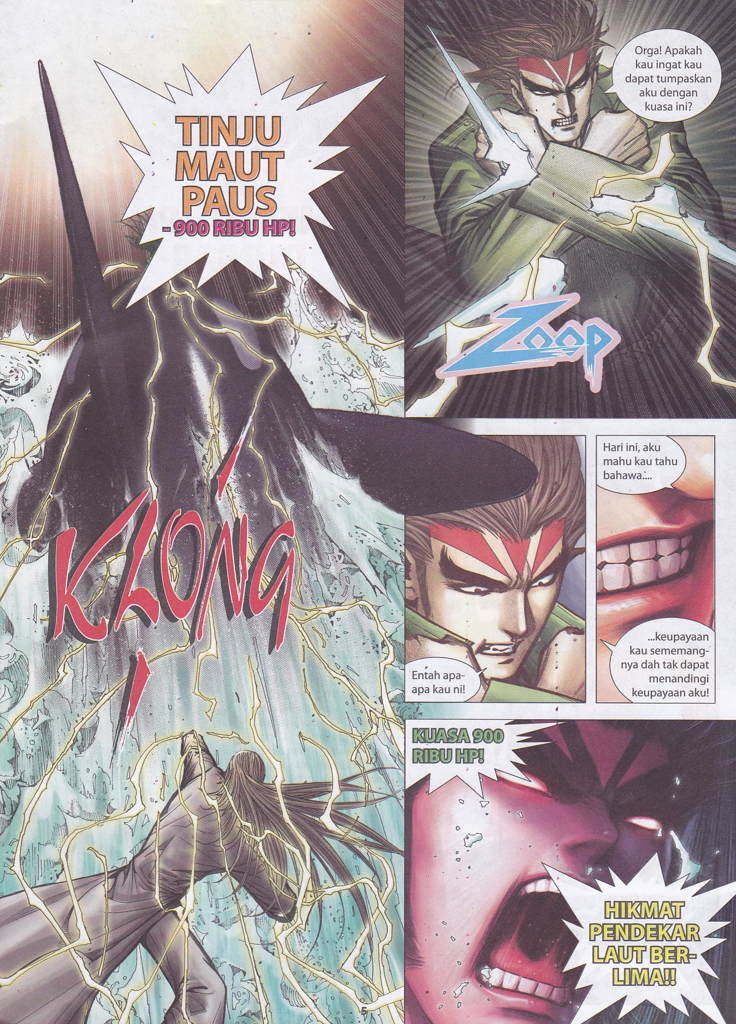 TINJU
MAUT
PAUS
- 900 RIBU HP!
KLONG
Orga! Apakah
kau ingat kau
dapat tumpaskan
aku dengan
kuasa ini?
ZOOP
Entah apa-
apa kau ni!
Hari ini, aku
mahu kau tahu
bahawa....
...keupayaan
kau sememang-
nya dah tak dapat
menandingi
keupayaan aku!
KUASA 900
RIBU HP!
HIKMAT
PENDEKAR
LAUT BER-
LIMA!!
5